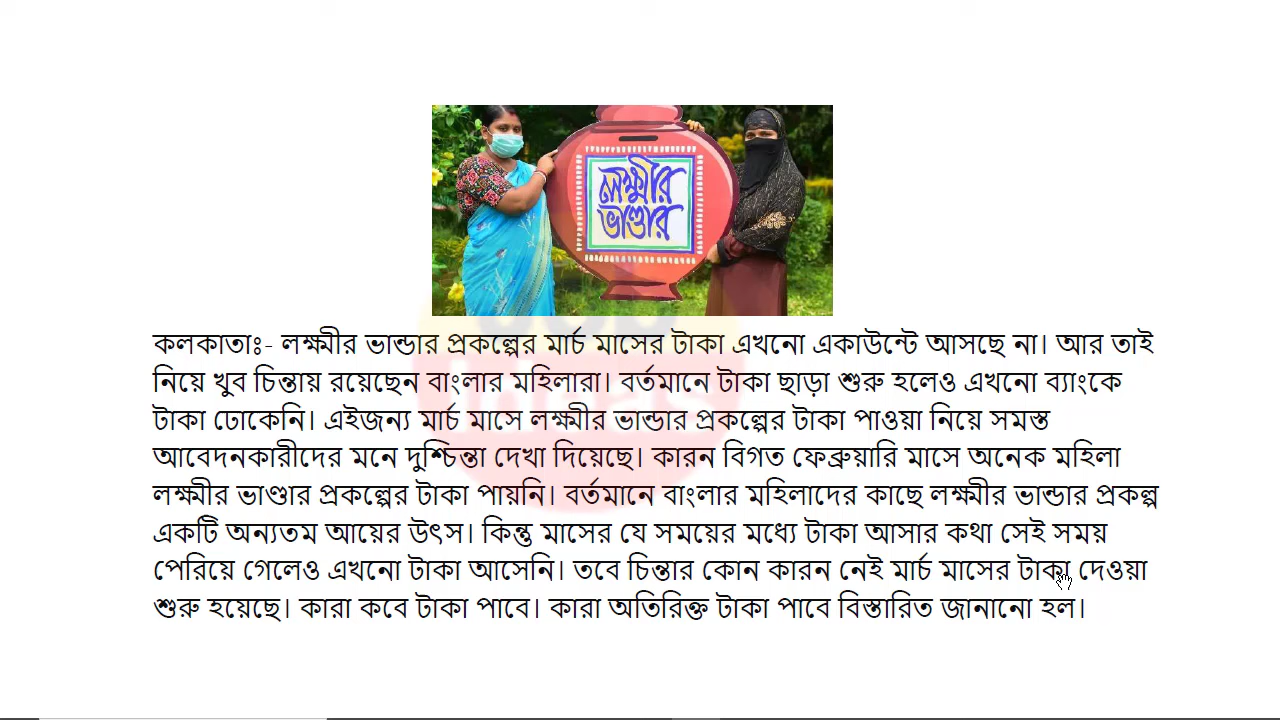 লক্ষ্মীর
ভাণ্ডার
কলকাতাঃ- লক্ষ্মীর ভান্ডার প্রকল্পের মার্চ মাসের টাকা এখনো একাউন্টে আসছে না। আর তাই
নিয়ে খুব চিন্তায় রয়েছেন বাংলার মহিলারা। বর্তমানে টাকা ছাড়া শুরু হলেও এখনো ব্যাংকে
টাকা ঢোকেনি। এইজন্য মার্চ মাসে লক্ষ্মীর ভান্ডার প্রকল্পের টাকা পাওয়া নিয়ে সমস্ত
আবেদনকারীদের মনে দুশ্চিন্তা দেখা দিয়েছে। কারন বিগত ফেব্রুয়ারি মাসে অনেক মহিলা
লক্ষ্মীর ভাণ্ডার প্রকল্পের টাকা পায়নি। বর্তমানে বাংলার মহিলাদের কাছে লক্ষ্মীর ভান্ডার প্রকল্প
একটি অন্যতম আয়ের উৎস। কিন্তু মাসের যে সময়ের মধ্যে টাকা আসার কথা সেই সময়
পেরিয়ে গেলেও এখনো টাকা আসেনি। তবে চিন্তার কোন কারন নেই মার্চ মাসের টাকা দেওয়া
শুরু হয়েছে। কারা কবে টাকা পাবে। কারা অতিরিক্ত টাকা পাবে বিস্তারিত জানানো হল।